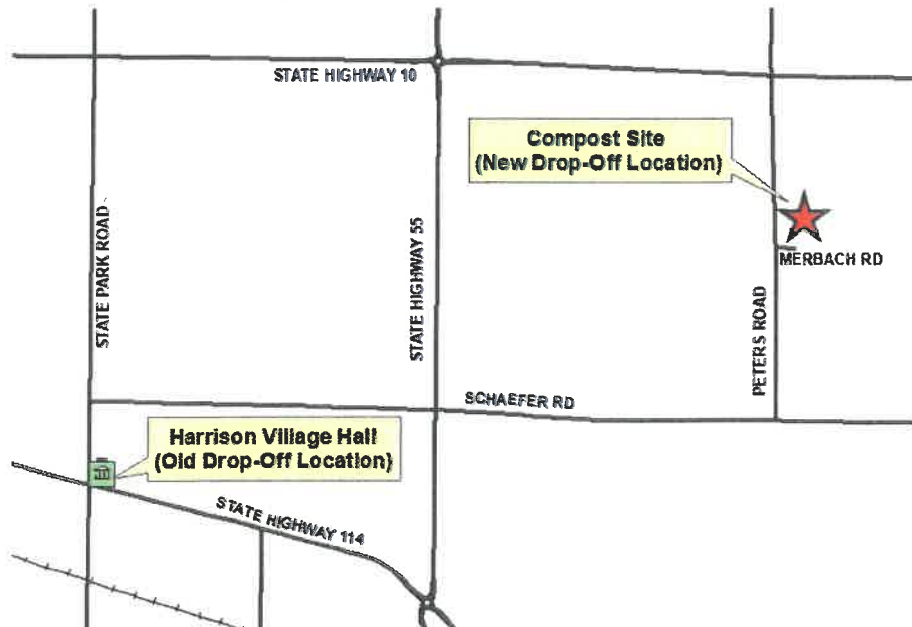 STATE HIGHWAY 10
Compost Site
(New Drop-Off Location)
STATE PARK ROAD
STATE HIGHWAY 55
MERBACH RD
PETERS ROAD
SCHAEFER RD
Harrison Village Hall
(Old Drop-Off Location)
STATE HIGHWAY 114